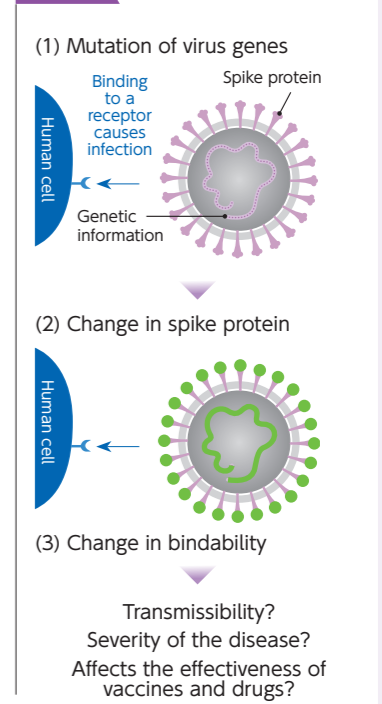 (1) Mutation of virus genes
Binding
to a
receptor
causes
infection
Spike protein
Human cell
Genetic
information
(2) Change in spike protein
Human cell
(3) Change in bindability
Transmissibility?
Severity of the disease?
Affects the effectiveness of
vaccines and drugs?